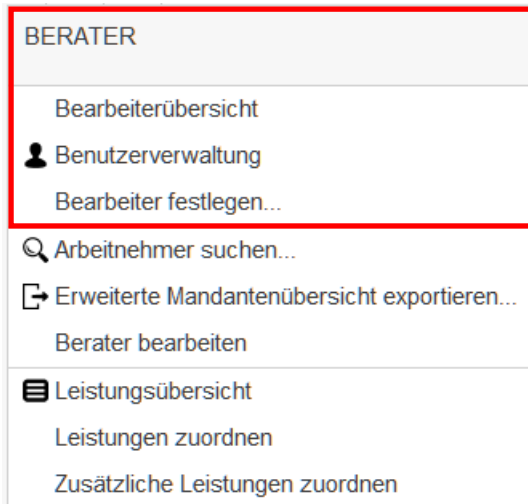 BERATER
Bearbeiterübersicht
Benutzerverwaltung
Bearbeiter festlegen...
Arbeitnehmer suchen...
Erweiterte Mandantenübersicht exportieren...
Berater bearbeiten
Leistungsübersicht
Leistungen zuordnen
Zusätzliche Leistungen zuordnen